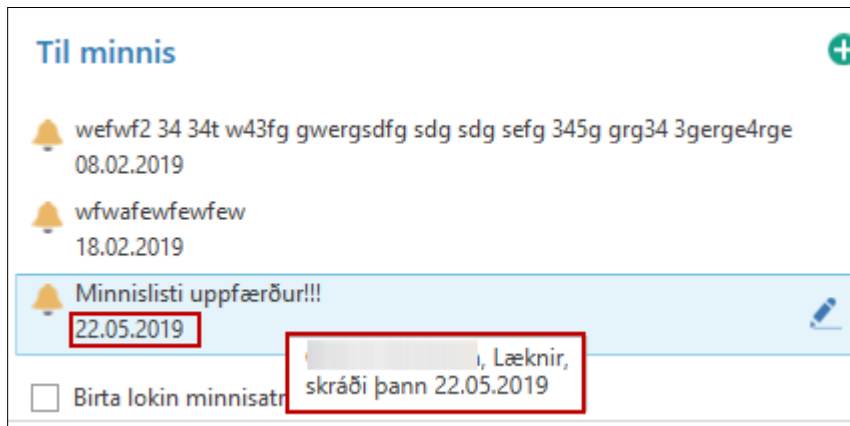 Til minnis
wefwf2 34 34t w43fg gwergsdfg sdg sdg sefg 345g grg34 3gerge4rge
08.02.2019
wfwafewfewfew
18.02.2019
Minnislisti uppfærður!!!
22.05.2019
, Læknir,
skráði þann 22.05.2019
Birta lokin